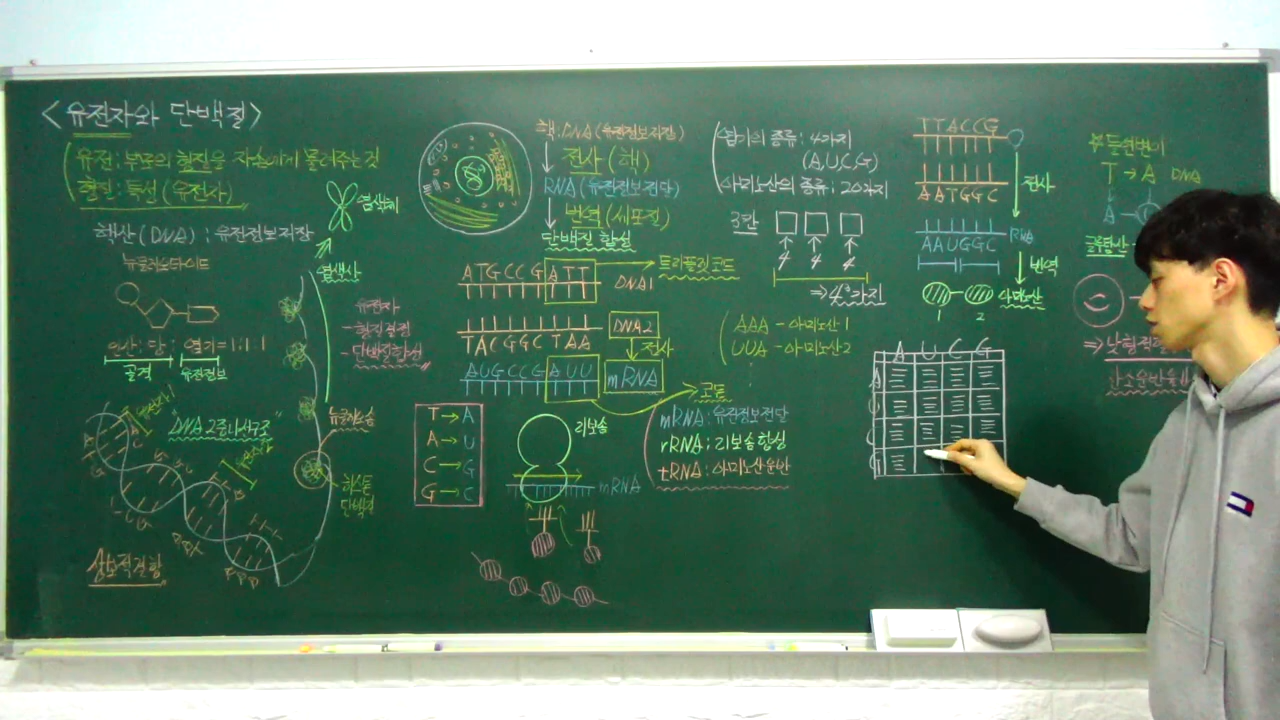 <유전자와 단백질>
유전 : 부모의 형질을 자손에게 물려주는 것
형질 : 특성 (유전자)
핵산 (DNA) : 유전정보저장
뉴클레오타이드
인산 : 당 : 염기 = 1 : 1 : 1
골격
유전정보
"DNA 2중나선구조"
상보적결합
염색체
염색사
뉴클레오솜
히스톤
단백질
유전자
- 형질결정
- 단백질합성
핵 : DNA (유전정보저장)
전사 (핵)
RNA (유전정보전달)
번역 (세포질)
단백질 합성
ATGCCGATT
DNA1
트리플릿코드
TACGGCTAA
DNA2
전사
AUGCCGAUU
mRNA
코돈
T → A
A → U
C → G
G → C
리보솜
mRNA
mRNA : 유전정보전달
rRNA : 리보솜합성
tRNA : 아미노산운반
염기의 종류 : 4가지
(A, U, C, G)
아미노산의 종류 : 20가지
3칸
4 4 4
⇒ 4³가지
AAA - 아미노산1
UUA - 아미노산2
TTACCG
AATGGC
전사
AAUGGC
RNA
번역
아미노산
1 2
A U C G
A
U
C
G
돌연변이
T → A DNA
A
글루탐산